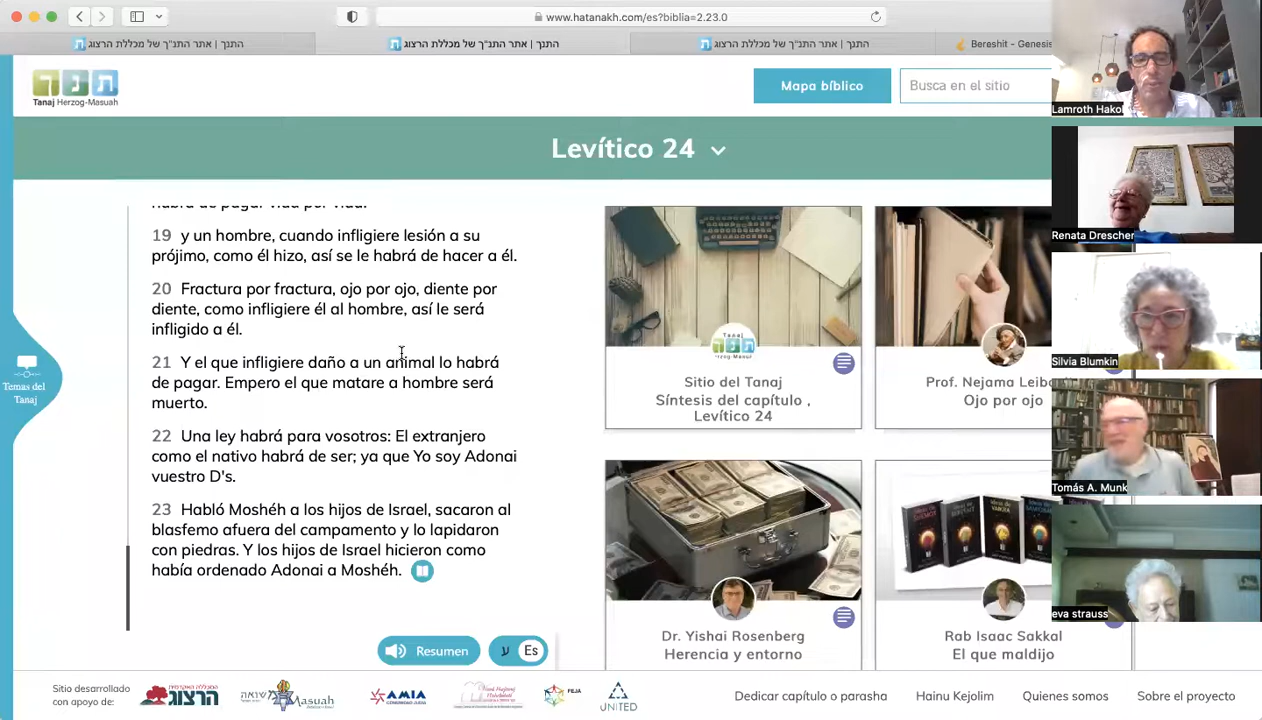 www.hatanakh.com/es?biblia=2.23.0
התנך | אתר התנ"ך של מכללת הרצוג
התנך | אתר התנ"ך של מכללת הרצוג
התנך | אתר התנ"ך של מכללת הרצוג
Bereshit - Genesis
תנך
Tanaj Herzog-Masuah
Mapa bíblico
Busca en el sitio
Lamroth Hakol
Levítico 24
19 y un hombre, cuando infligiere lesión a su
prójimo, como él hizo, así se le habrá de hacer a él.
20 Fractura por fractura, ojo por ojo, diente por
diente, como infligiere él al hombre, así le será
infligido a él.
21 Y el que infligiere daño a un animal lo habrá
de pagar. Empero el que matare a hombre será
muerto.
22 Una ley habrá para vosotros: El extranjero
como el nativo habrá de ser; ya que Yo soy Adonai
vuestro D's.
23 Habló Moshéh a los hijos de Israel, sacaron al
blasfemo afuera del campamento y lo lapidaron
con piedras. Y los hijos de Israel hicieron como
había ordenado Adonai a Moshéh.
Temas del
Tanaj
Sitio del Tanaj
Síntesis del capítulo ,
Levítico 24
Prof. Nejama Leibo
Ojo por ojo
Dr. Yishai Rosenberg
Herencia y entorno
Rab Isaac Sakkal
El que maldijo
Renata Drescher
Silvia Blumkin
Tomás A. Munk
eva strauss
Resumen
ע Es
Sitio desarrollado
con apoyo de:
הרצוג
Masuah
AMIA
FEJA
UNITED
Dedicar capítulo o parasha
Hainu Kejolim
Quienes somos
Sobre el proyecto